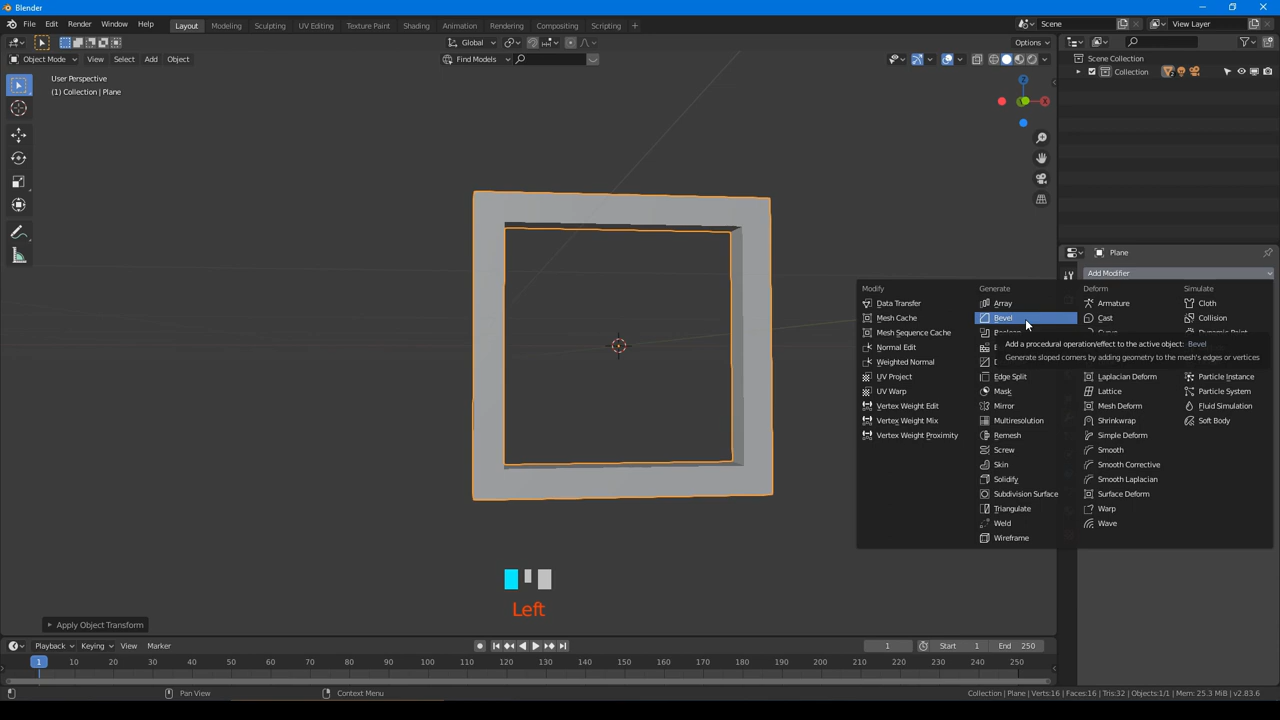 Blender
File Edit Render Window Help
Layout Modeling Sculpting UV Editing Texture Paint Shading Animation Rendering Compositing Scripting
Scene View Layer
Global Options
Object Mode View Select Add Object Find Models
User Perspective
(1) Collection | Plane
Z
X
Scene Collection
Collection
Plane
Add Modifier
Modify Generate Deform Simulate
Data Transfer Array Armature Cloth
Mesh Cache Bevel Cast Collision
Mesh Sequence Cache
Add a procedural operation/effect to the active object: Bevel
Normal Edit
Generate sloped corners by adding geometry to the mesh's edges or vertices
Weighted Normal
UV Project Edit Split Laplacian Deform Particle Instance
UV Warp Mask Lattice Particle System
Vertex Weight Edit Mirror Mesh Deform Fluid Simulation
Vertex Weight Mix Multiresolution Shrinkwrap Soft Body
Vertex Weight Proximity Remesh Simple Deform
Screw Smooth
Skin Smooth Corrective
Solidify Smooth Laplacian
Subdivision Surface Surface Deform
Triangulate Warp
Weld Wave
Wireframe
Left
Apply Object Transform
Playback Keying View Marker 1 Start 1 End 250
1 10 20 30 40 50 60 70 80 90 100 110 120 130 140 150 160 170 180 190 200 210 220 230 240 250
Pan View Context Menu Collection | Plane | Verts:16 | Faces:16 | Tris:32 | Objects:1/1 | Mem: 25.3 MiB | v2.83.6